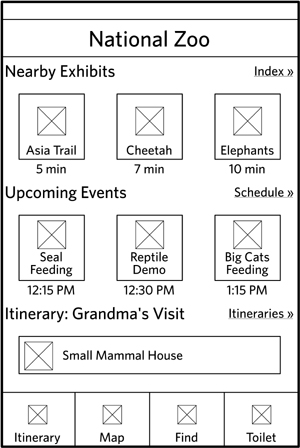 National Zoo
Nearby Exhibits Index »
Asia Trail Cheetah Elephants
5 min 7 min 10 min
Upcoming Events Schedule »
Seal Reptile Big Cats
Feeding Demo Feeding
12:15 PM 12:30 PM 1:15 PM
Itinerary: Grandma's Visit Itineraries »
Small Mammal House
Itinerary Map Find Toilet